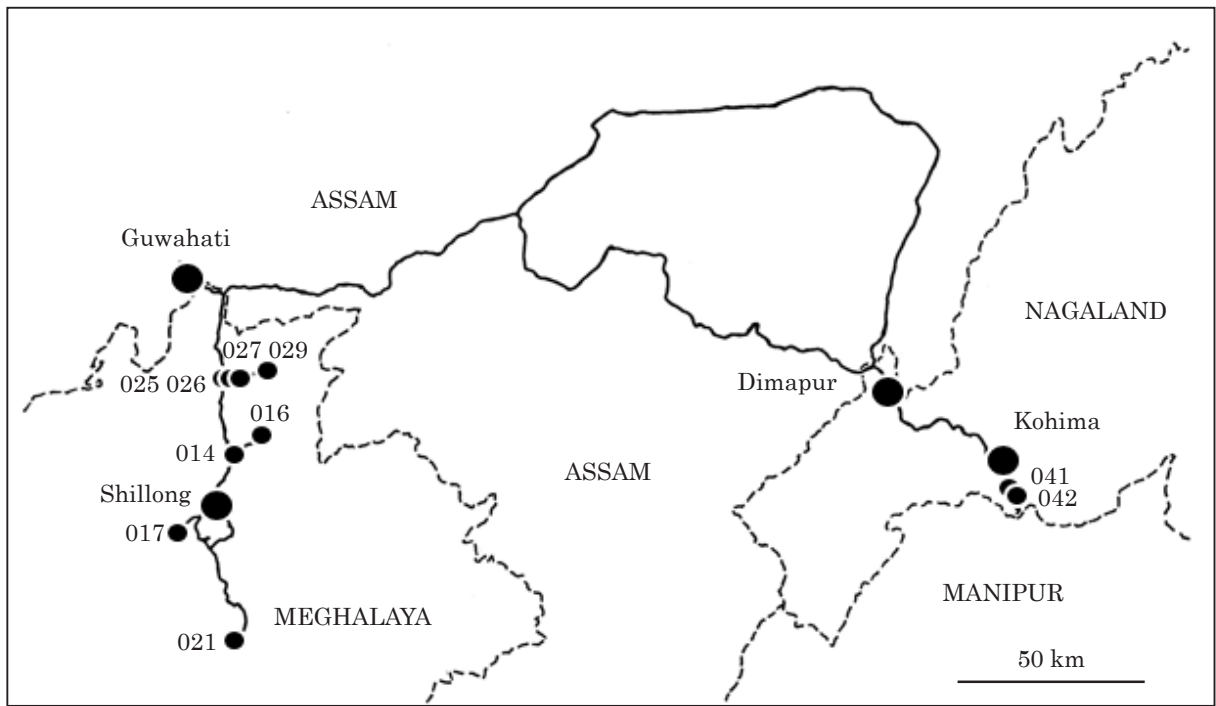 ASSAM
Guwahati
NAGALAND
027 029
025 026
Dimapur
016
Kohima
014
ASSAM
041
Shillong
042
017
MANIPUR
MEGHALAYA
021
50 km